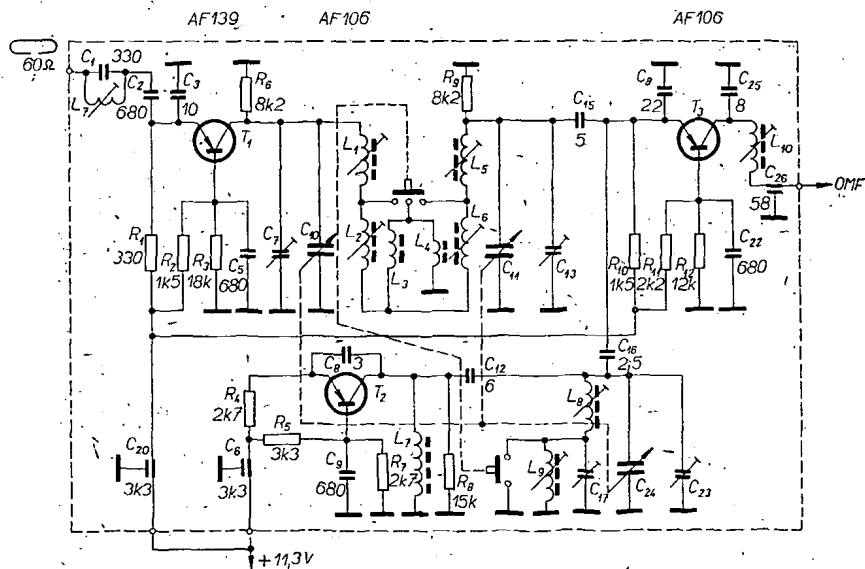 AF139 AF106 AF106
60Ω
C1 330
L7
C2 680
C3 10
R6 8k2
T1
R1 330
R2 1k5
R3 18k
C5 680
C7
C10
L1
L2
L3
L4
L5
L6
R9 8k2
C11
C13
C15 5
C9 22
C25 8
T3
L10
C26 58
OMF
R10 1k5
R11 2k2
R12 12k
C22 680
C16 2,5
C20 3k3
C6 3k3
R4 2k7
R5 3k3
C8 3
T2
C9 680
R7 2k7
L7
R8 15k
C12 6
L8
L9
C17
C24
C23
+11,3V